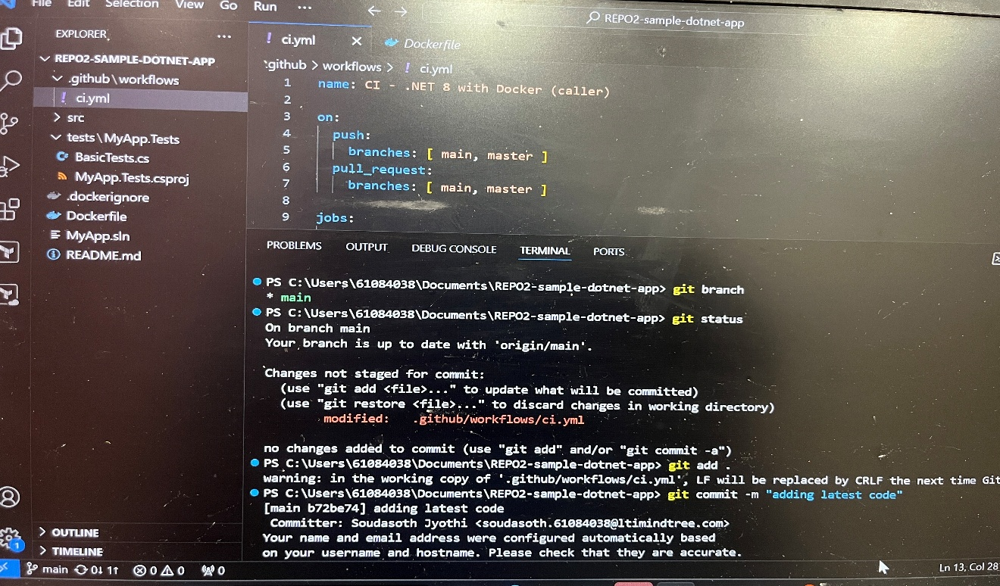 File Edit Selection View Go Run ...
REPO2-sample-dotnet-app
EXPLORER ...
REPO2-SAMPLE-DOTNET-APP
.github\workflows
! ci.yml
src
tests\MyApp.Tests
BasicTests.cs
MyApp.Tests.csproj
.dockerignore
Dockerfile
MyApp.sln
README.md
OUTLINE
TIMELINE
! ci.yml
Dockerfile
.github > workflows > ! ci.yml
1 name: CI - .NET 8 with Docker (caller)
2
3 on:
4 push:
5 branches: [ main, master ]
6 pull_request:
7 branches: [ main, master ]
8
9 jobs:
PROBLEMS OUTPUT DEBUG CONSOLE TERMINAL PORTS
PS C:\Users\61084038\Documents\REPO2-sample-dotnet-app> git branch
* main
PS C:\Users\61084038\Documents\REPO2-sample-dotnet-app> git status
On branch main
Your branch is up to date with 'origin/main'.
Changes not staged for commit:
(use "git add <file>..." to update what will be committed)
(use "git restore <file>..." to discard changes in working directory)
modified: .github/workflows/ci.yml
no changes added to commit (use "git add" and/or "git commit -a")
PS C:\Users\61084038\Documents\REPO2-sample-dotnet-app> git add .
warning: in the working copy of '.github/workflows/ci.yml', LF will be replaced by CRLF the next time Git
PS C:\Users\61084038\Documents\REPO2-sample-dotnet-app> git commit -m "adding latest code"
[main b72be74] adding latest code
Committer: Soudasoth Jyothi <soudasoth.61084038@ltimindtree.com>
Your name and email address were configured automatically based
on your username and hostname. Please check that they are accurate.
1
main 0↓ 1↑ 0 0 0
Ln 13, Col 28